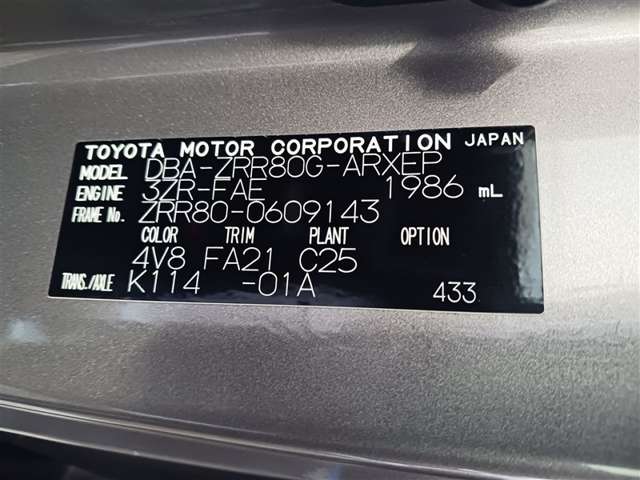 TOYOTA MOTOR CORPORATION JAPAN
MODEL DBA-ZRR80G-ARXEP
ENGINE 3ZR-FAE 1986 mL
FRAME No. ZRR80-0609143
COLOR TRIM PLANT OPTION
4V8 FA21 C25
TRANS./AXLE K114 -01A 433